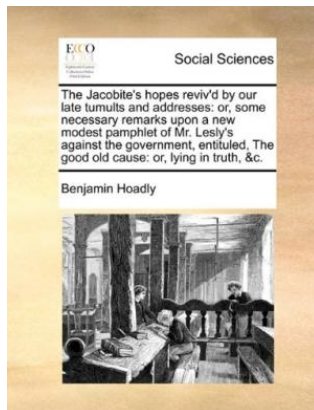 ECCO
Social Sciences
The Jacobite's hopes reviv'd by our
late tumults and addresses: or, some
necessary remarks upon a new
modest pamphlet of Mr. Lesly's
against the government, entituled, The
good old cause: or, lying in truth, &c.
Benjamin Hoadly